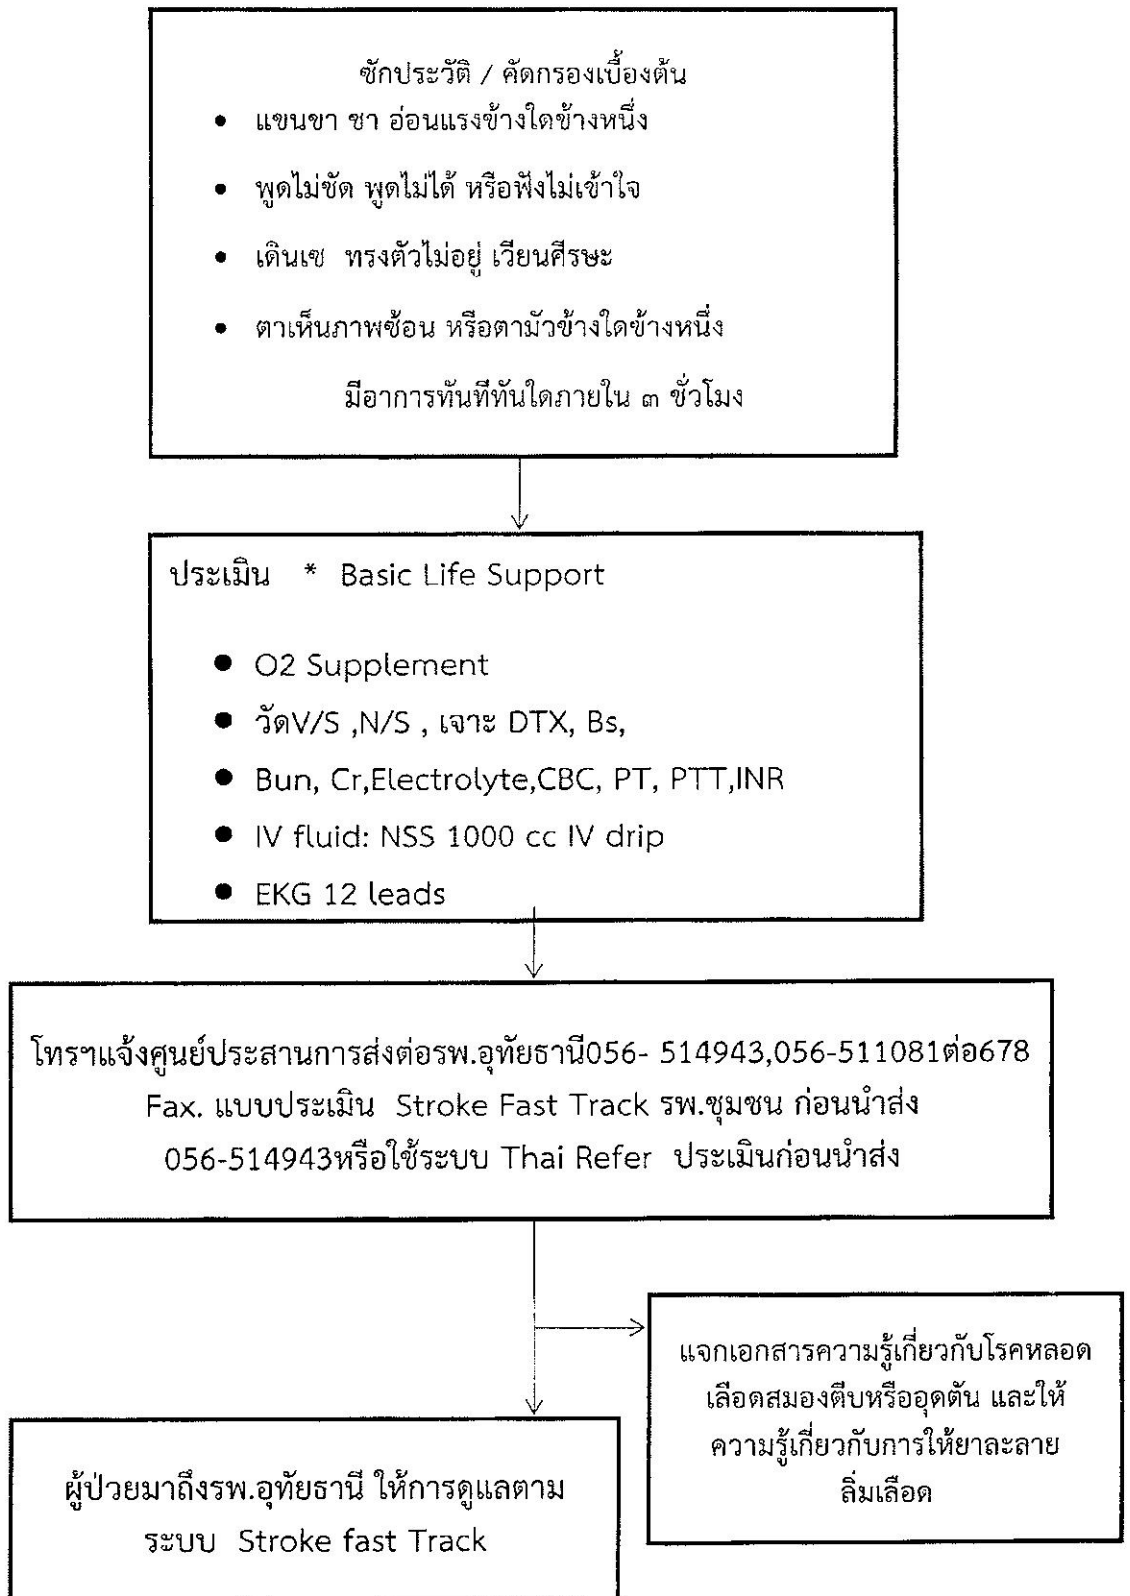 ซักประวัติ / คัดกรองเบื้องต้น
• แขนขา ชา อ่อนแรงข้างใดข้างหนึ่ง
• พูดไม่ชัด พูดไม่ได้ หรือฟังไม่เข้าใจ
• เดินเซ ทรงตัวไม่อยู่ เวียนศีรษะ
• ตาเห็นภาพซ้อน หรือตามัวข้างใดข้างหนึ่ง
มีอาการทันทีทันใดภายใน ๓ ชั่วโมง
ประเมิน * Basic Life Support
● O2 Supplement
● วัดV/S ,N/S , เจาะ DTX, Bs,
● Bun, Cr,Electrolyte,CBC, PT, PTT,INR
● IV fluid: NSS 1000 cc IV drip
● EKG 12 leads
โทรฯแจ้งศูนย์ประสานการส่งต่อรพ.อุทัยธานี056- 514943,056-511081ต่อ678
Fax. แบบประเมิน Stroke Fast Track รพ.ชุมชน ก่อนนำส่ง
056-514943หรือใช้ระบบ Thai Refer ประเมินก่อนนำส่ง
แจกเอกสารความรู้เกี่ยวกับโรคหลอด
เลือดสมองตีบหรืออุดตัน และให้
ความรู้เกี่ยวกับการให้ยาละลาย
ลิ่มเลือด
ผู้ป่วยมาถึงรพ.อุทัยธานี ให้การดูแลตาม
ระบบ Stroke fast Track